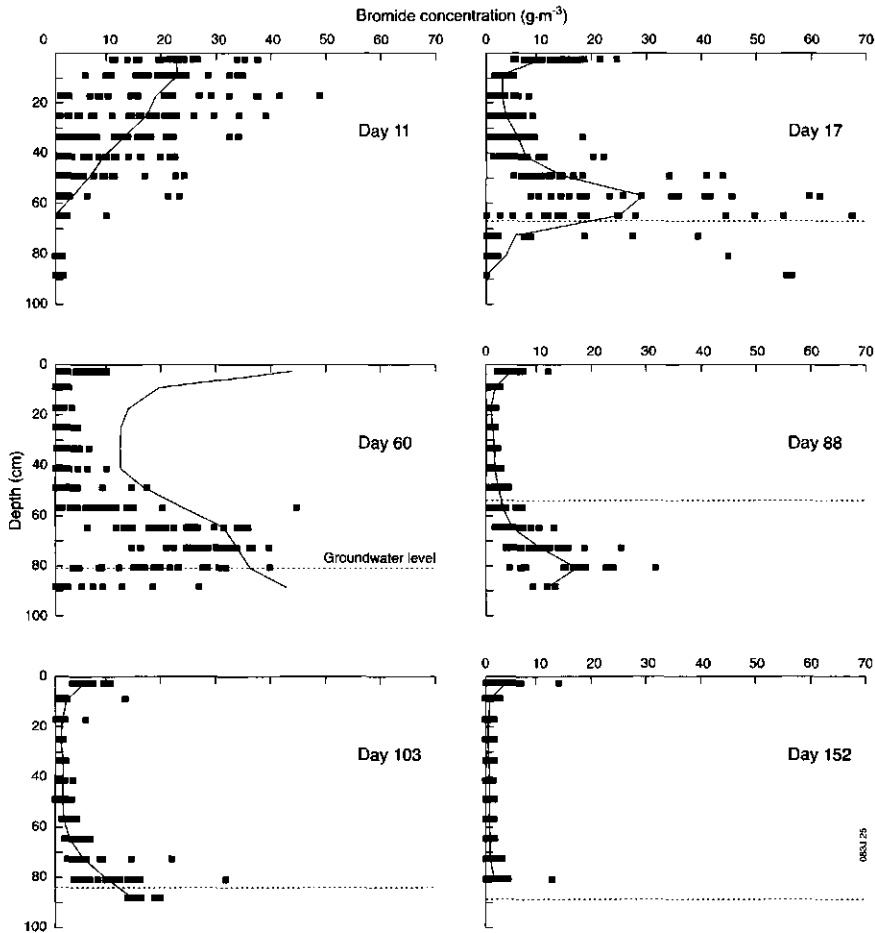 Bromide concentration (g·m⁻³)
0 10 20 30 40 50 60 70
0 10 20 30 40 50 60 70
20
40
60
80
100
Day 11
Day 17
0 10 20 30 40 50 60 70
0
20
40
60
80
100
Depth (cm)
Day 60
Groundwater level
Day 88
0 10 20 30 40 50 60 70
0
20
40
60
80
100
Day 103
Day 152
083J 25